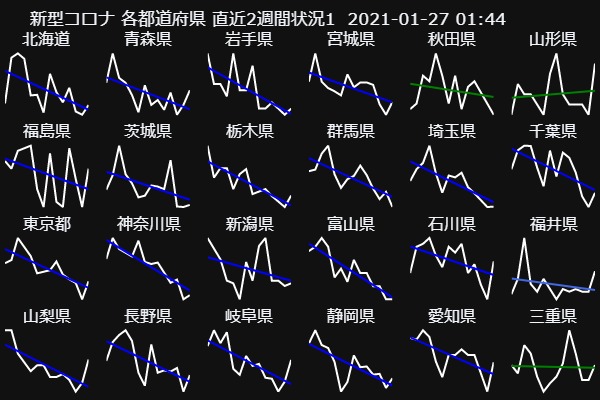 新型コロナ 各都道府県 直近2週間状況1 2021-01-27 01:44
北海道 青森県 岩手県 宮城県 秋田県 山形県
福島県 茨城県 栃木県 群馬県 埼玉県 千葉県
東京都 神奈川県 新潟県 富山県 石川県 福井県
山梨県 長野県 岐阜県 静岡県 愛知県 三重県